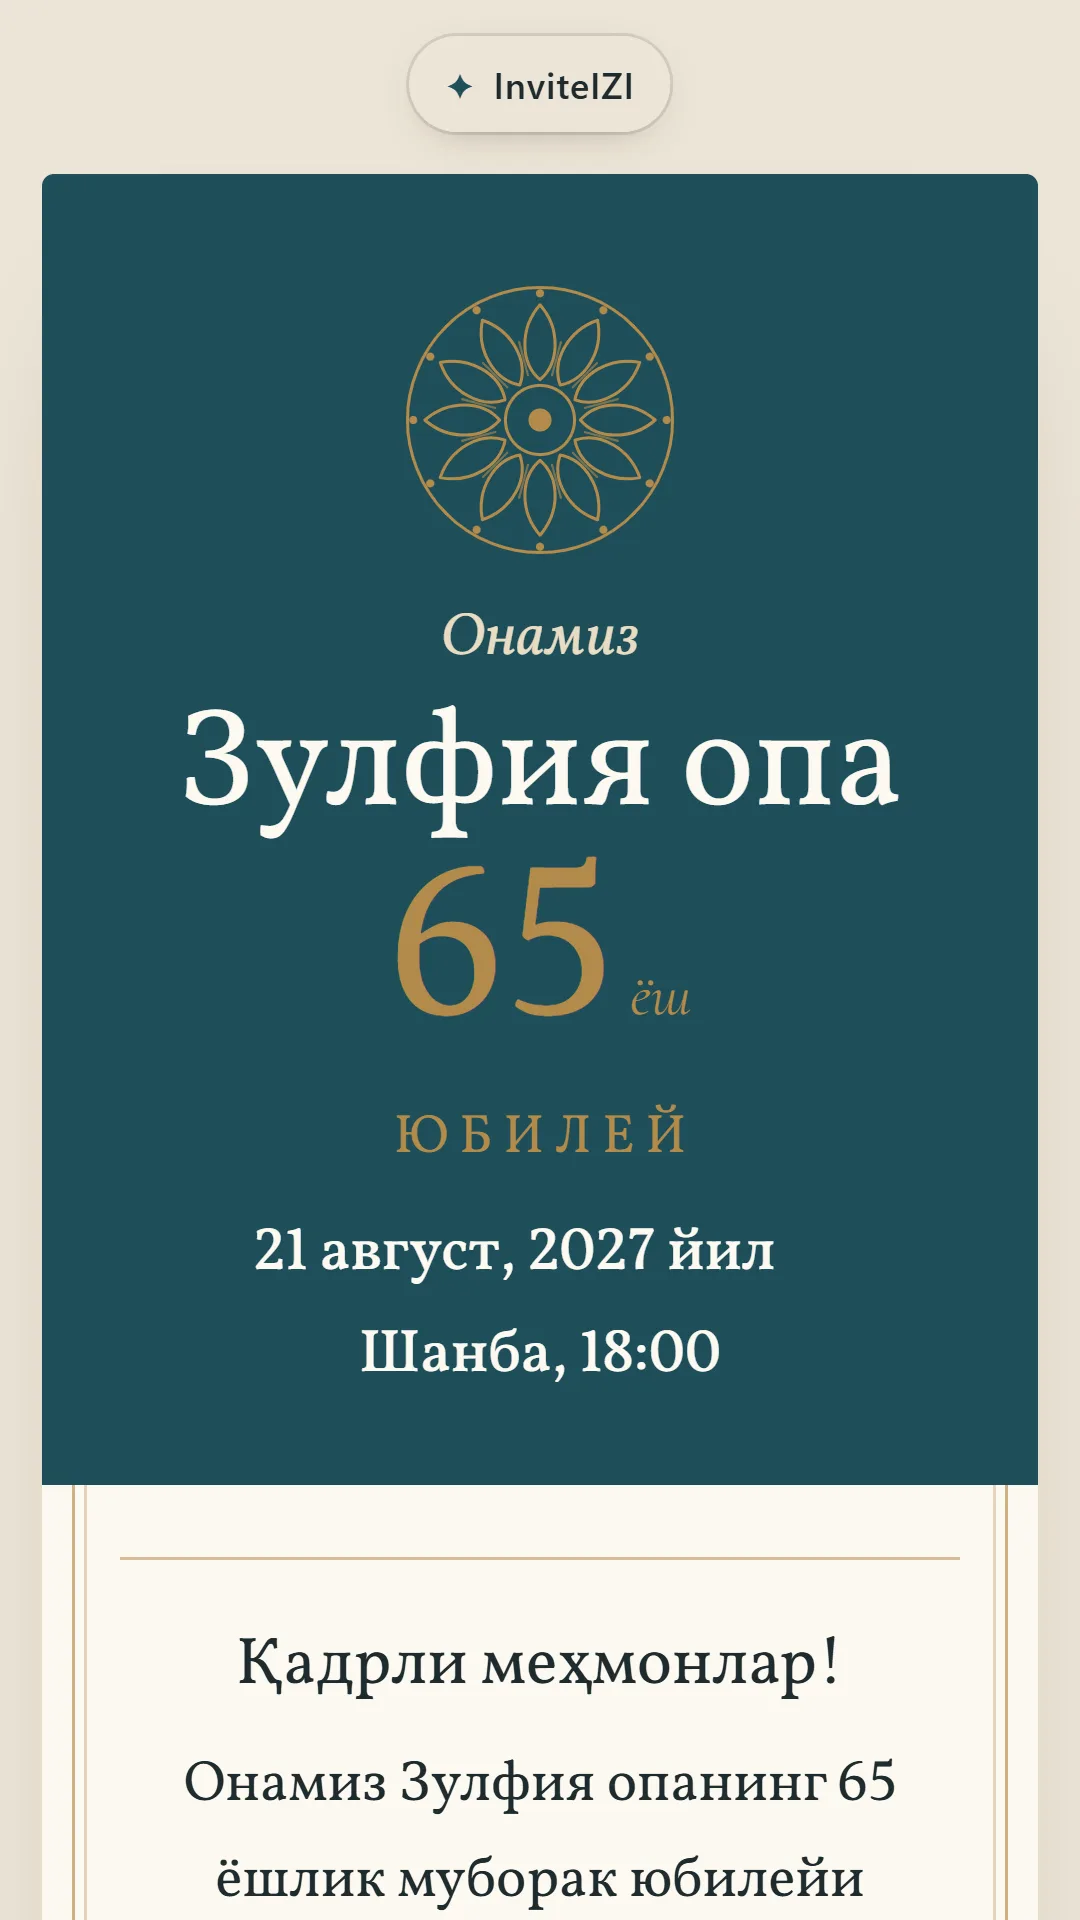 InviteIZI
Онамиз
Зулфия опа
65 ёш
ЮБИЛЕЙ
21 август, 2027 йил
Шанба, 18:00
Қадрли меҳмонлар!
Онамиз Зулфия опанинг 65
ёшлик муборак юбилейи